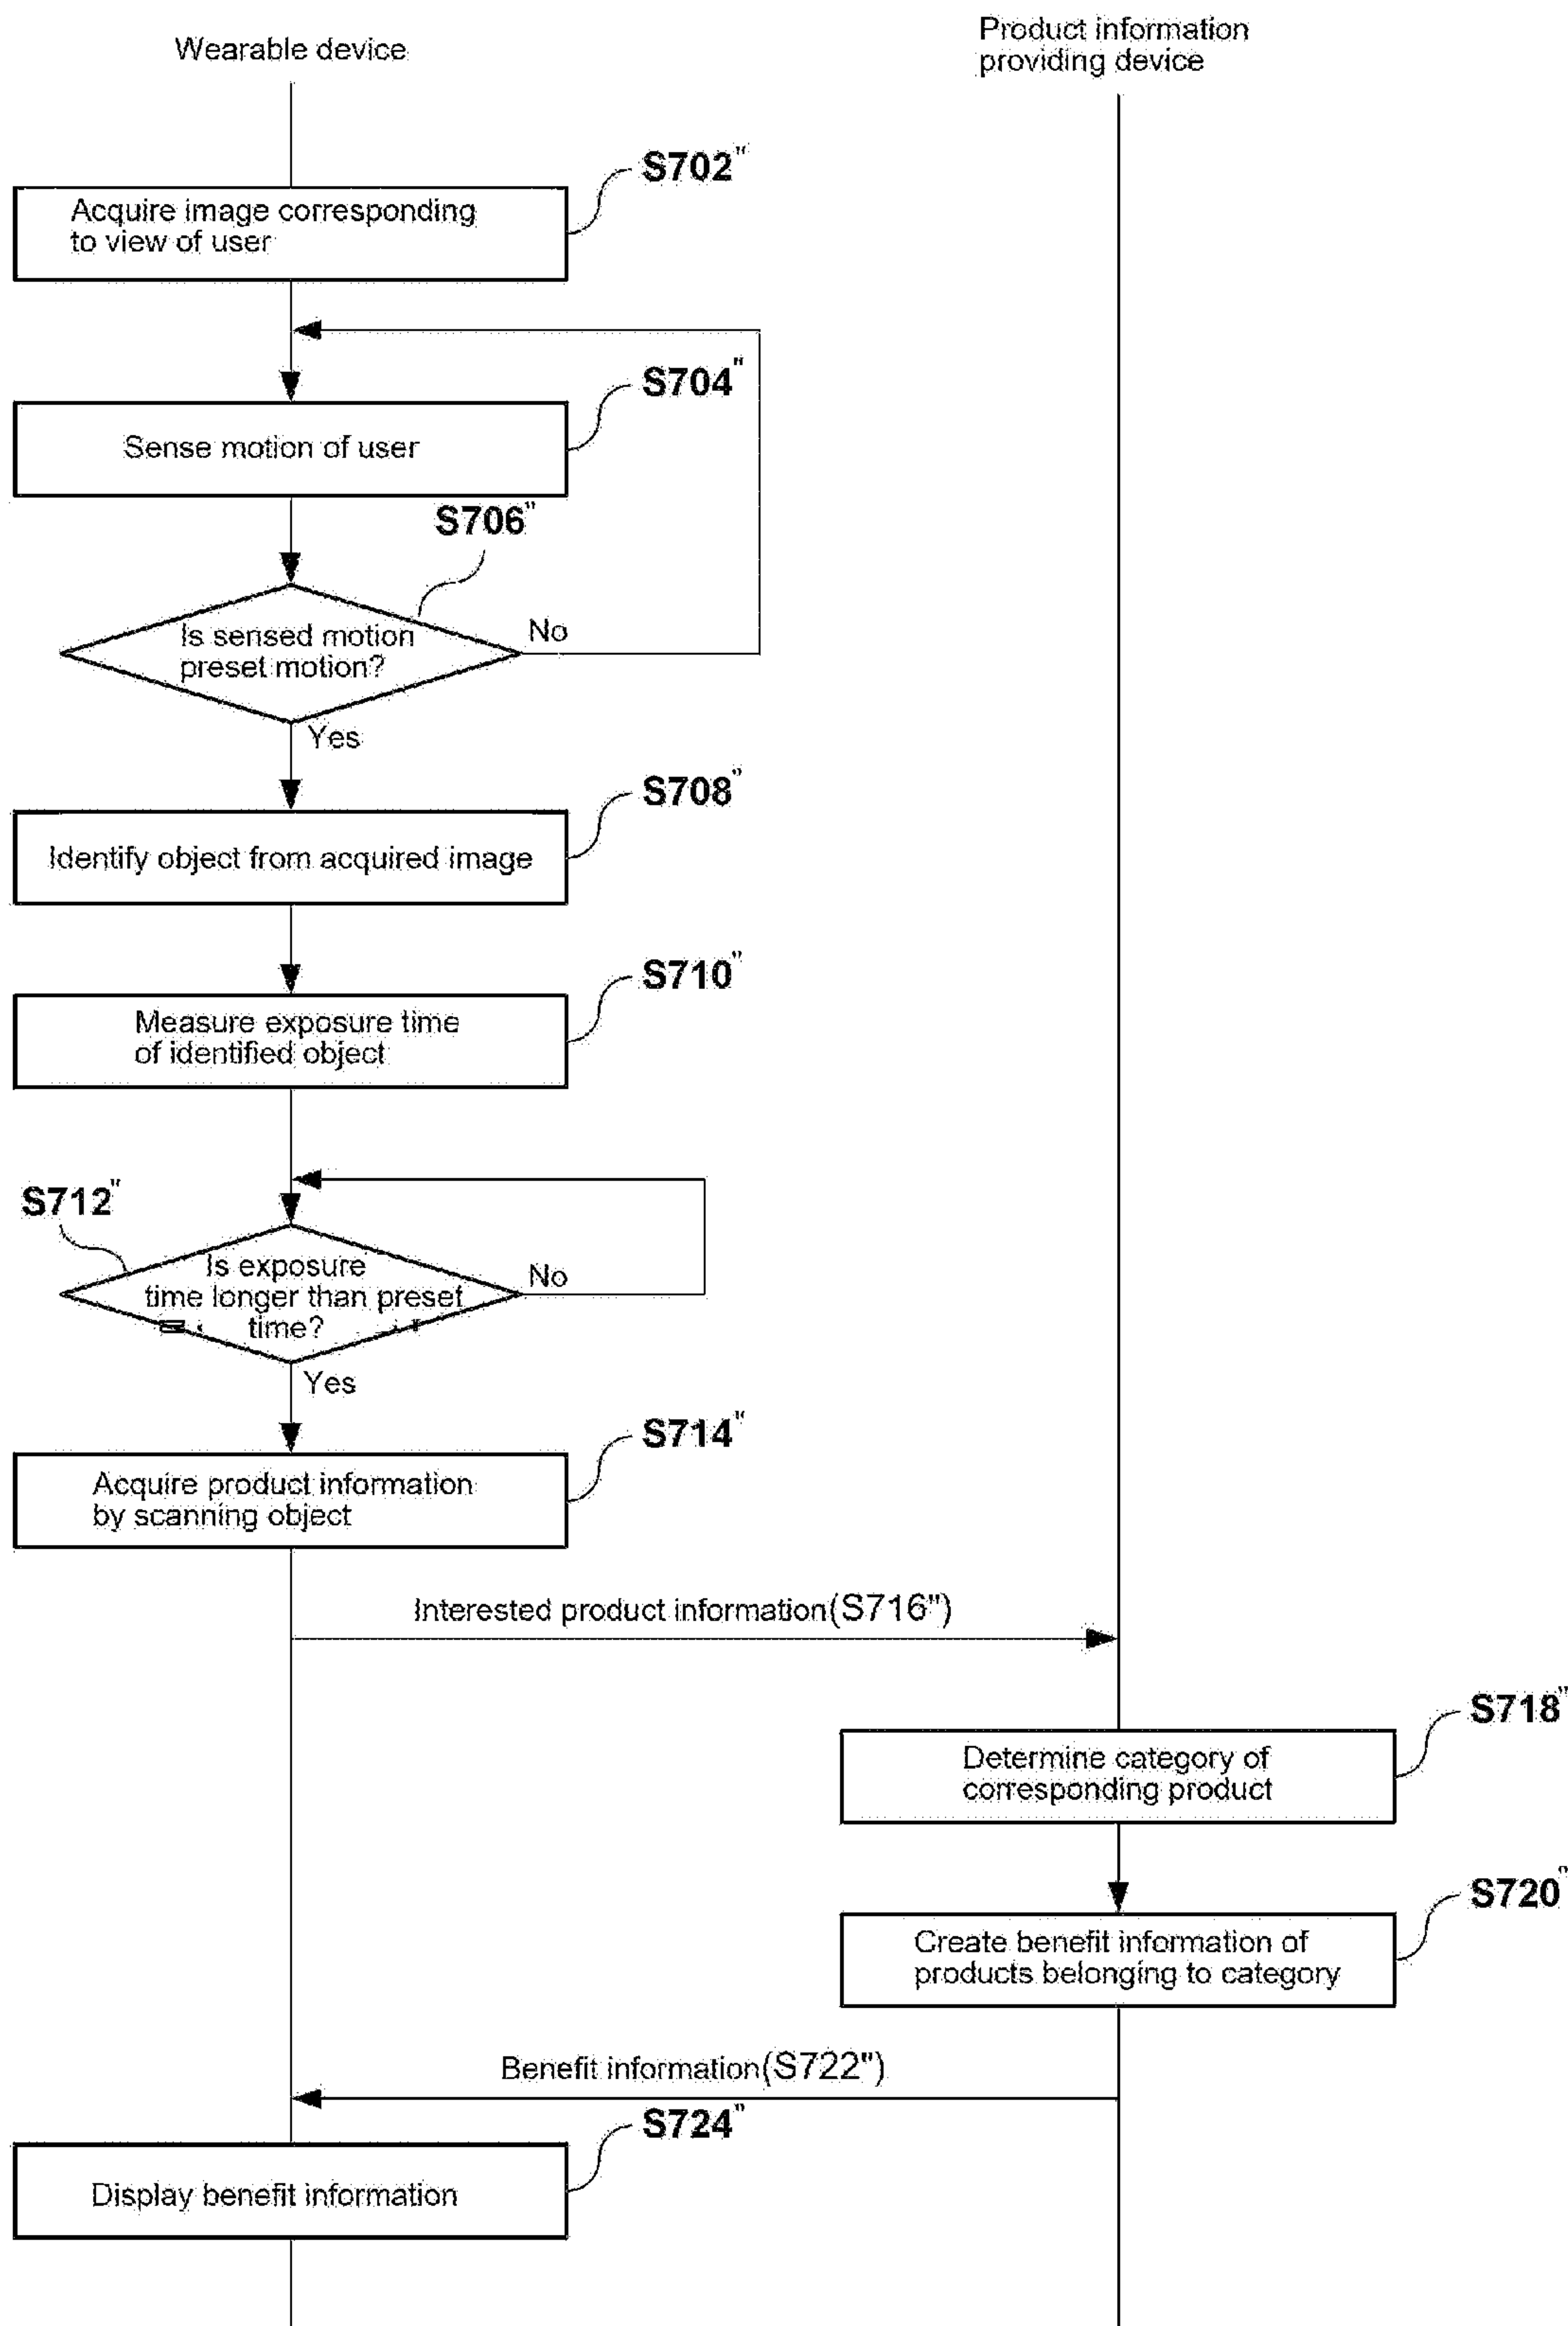 Wearable device
Product information
providing device
S702"
Acquire image corresponding
to view of user
S704"
Sense motion of user
S706"
Is sensed motion
preset motion?
No
Yes
S708"
Identify object from acquired image
S710"
Measure exposure time
of identified object
S712"
Is exposure
time longer than preset
time?
No
Yes
S714"
Acquire product information
by scanning object
Interested product information(S716")
S718"
Determine category of
corresponding product
S720"
Create benefit information of
products belonging to category
Benefit information(S722")
S724"
Display benefit information